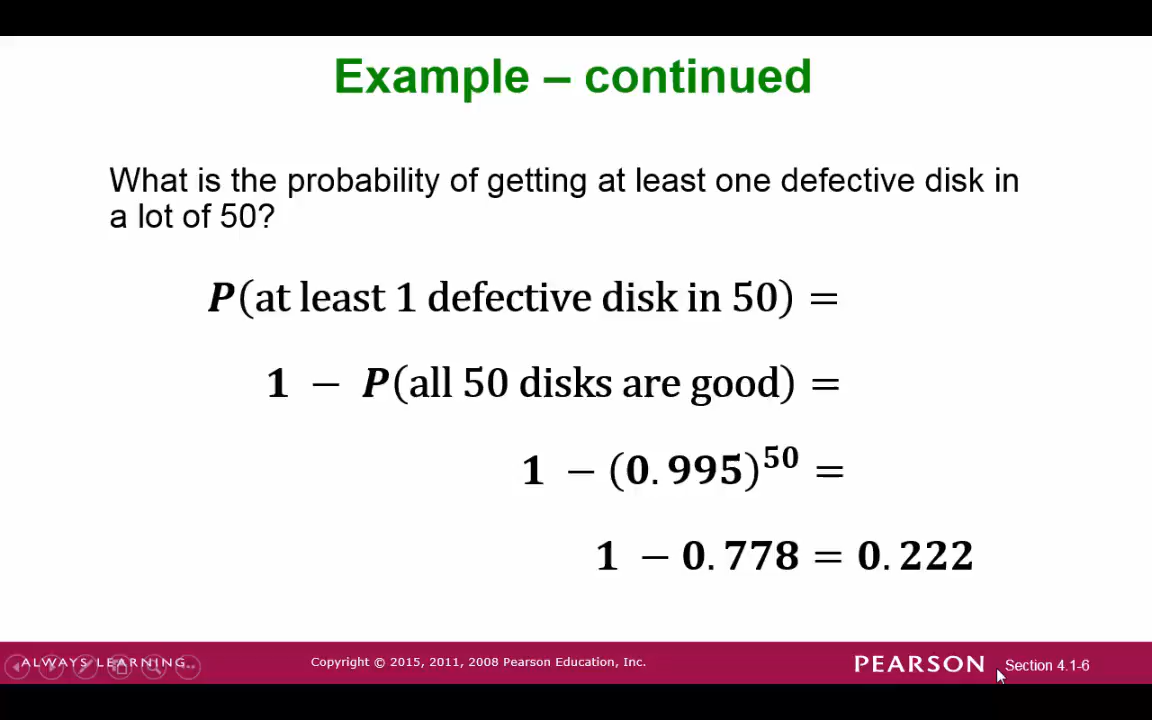 Example – continued
What is the probability of getting at least one defective disk in
a lot of 50?
P(at least 1 defective disk in 50) =
1 − P(all 50 disks are good) =
1 − (0.995)⁵⁰ =
1 − 0.778 = 0.222
ALWAYS LEARNING
Copyright © 2015, 2011, 2008 Pearson Education, Inc.
PEARSON
Section 4.1-6